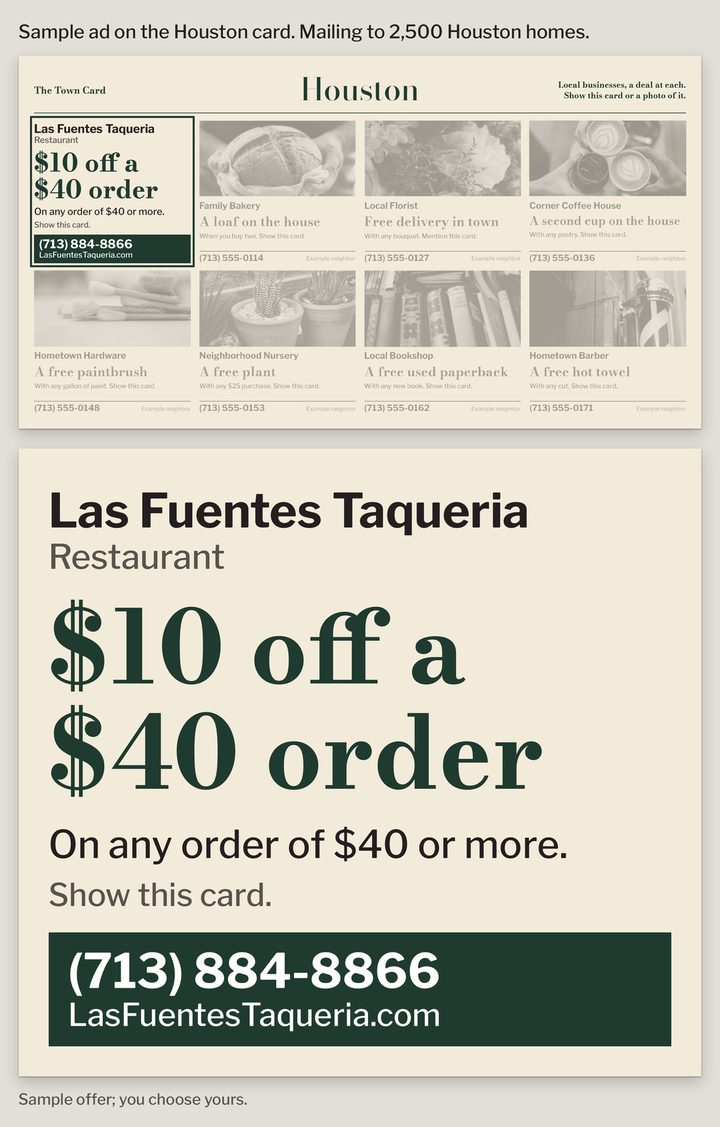 Sample ad on the Houston card. Mailing to 2,500 Houston homes.
The Town Card
Houston
Local businesses, a deal at each.
Show this card or a photo of it.
Las Fuentes Taqueria
Restaurant
$10 off a
$40 order
On any order of $40 or more.
Show this card.
(713) 884-8866
LasFuentesTaqueria.com
Family Bakery
A loaf on the house
When you buy two. Show this card.
(713) 555-0114
Example neighbor
Local Florist
Free delivery in town
With any bouquet. Mention this card.
(713) 555-0127
Example neighbor
Corner Coffee House
A second cup on the house
With any pastry. Show this card.
(713) 555-0136
Example neighbor
Hometown Hardware
A free paintbrush
With any gallon of paint. Show this card.
(713) 555-0148
Example neighbor
Neighborhood Nursery
A free plant
With any $25 purchase. Show this card.
(713) 555-0153
Example neighbor
Local Bookshop
A free used paperback
With any new book. Show this card.
(713) 555-0162
Example neighbor
Hometown Barber
A free hot towel
With any cut. Show this card.
(713) 555-0171
Example neighbor
Las Fuentes Taqueria
Restaurant
$10 off a
$40 order
On any order of $40 or more.
Show this card.
(713) 884-8866
LasFuentesTaqueria.com
Sample offer; you choose yours.